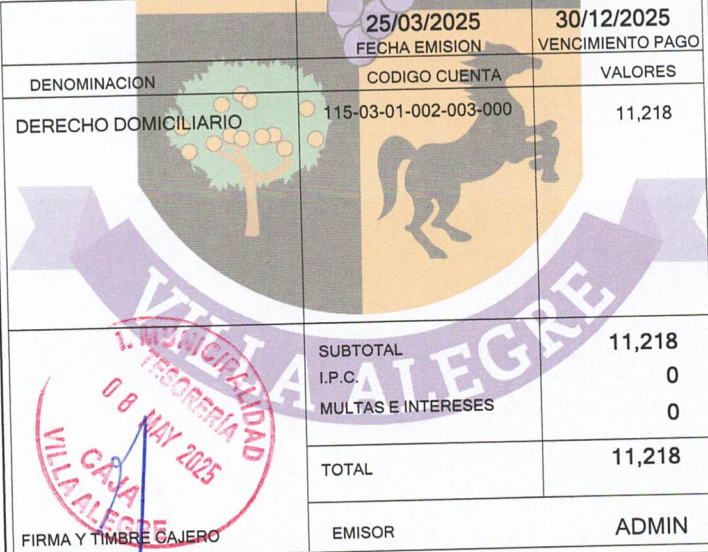 25/03/2025 30/12/2025
FECHA EMISION VENCIMIENTO PAGO
DENOMINACION CODIGO CUENTA VALORES
DERECHO DOMICILIARIO 115-03-01-002-003-000 11,218
VILLA ALEGRE
SUBTOTAL 11,218
I.P.C. 0
MULTAS E INTERESES 0
TOTAL 11,218
I. MUNICIPALIDAD
TESORERÍA
08 MAY 2025
CAJA
VILLA ALEGRE
FIRMA Y TIMBRE CAJERO
EMISOR ADMIN